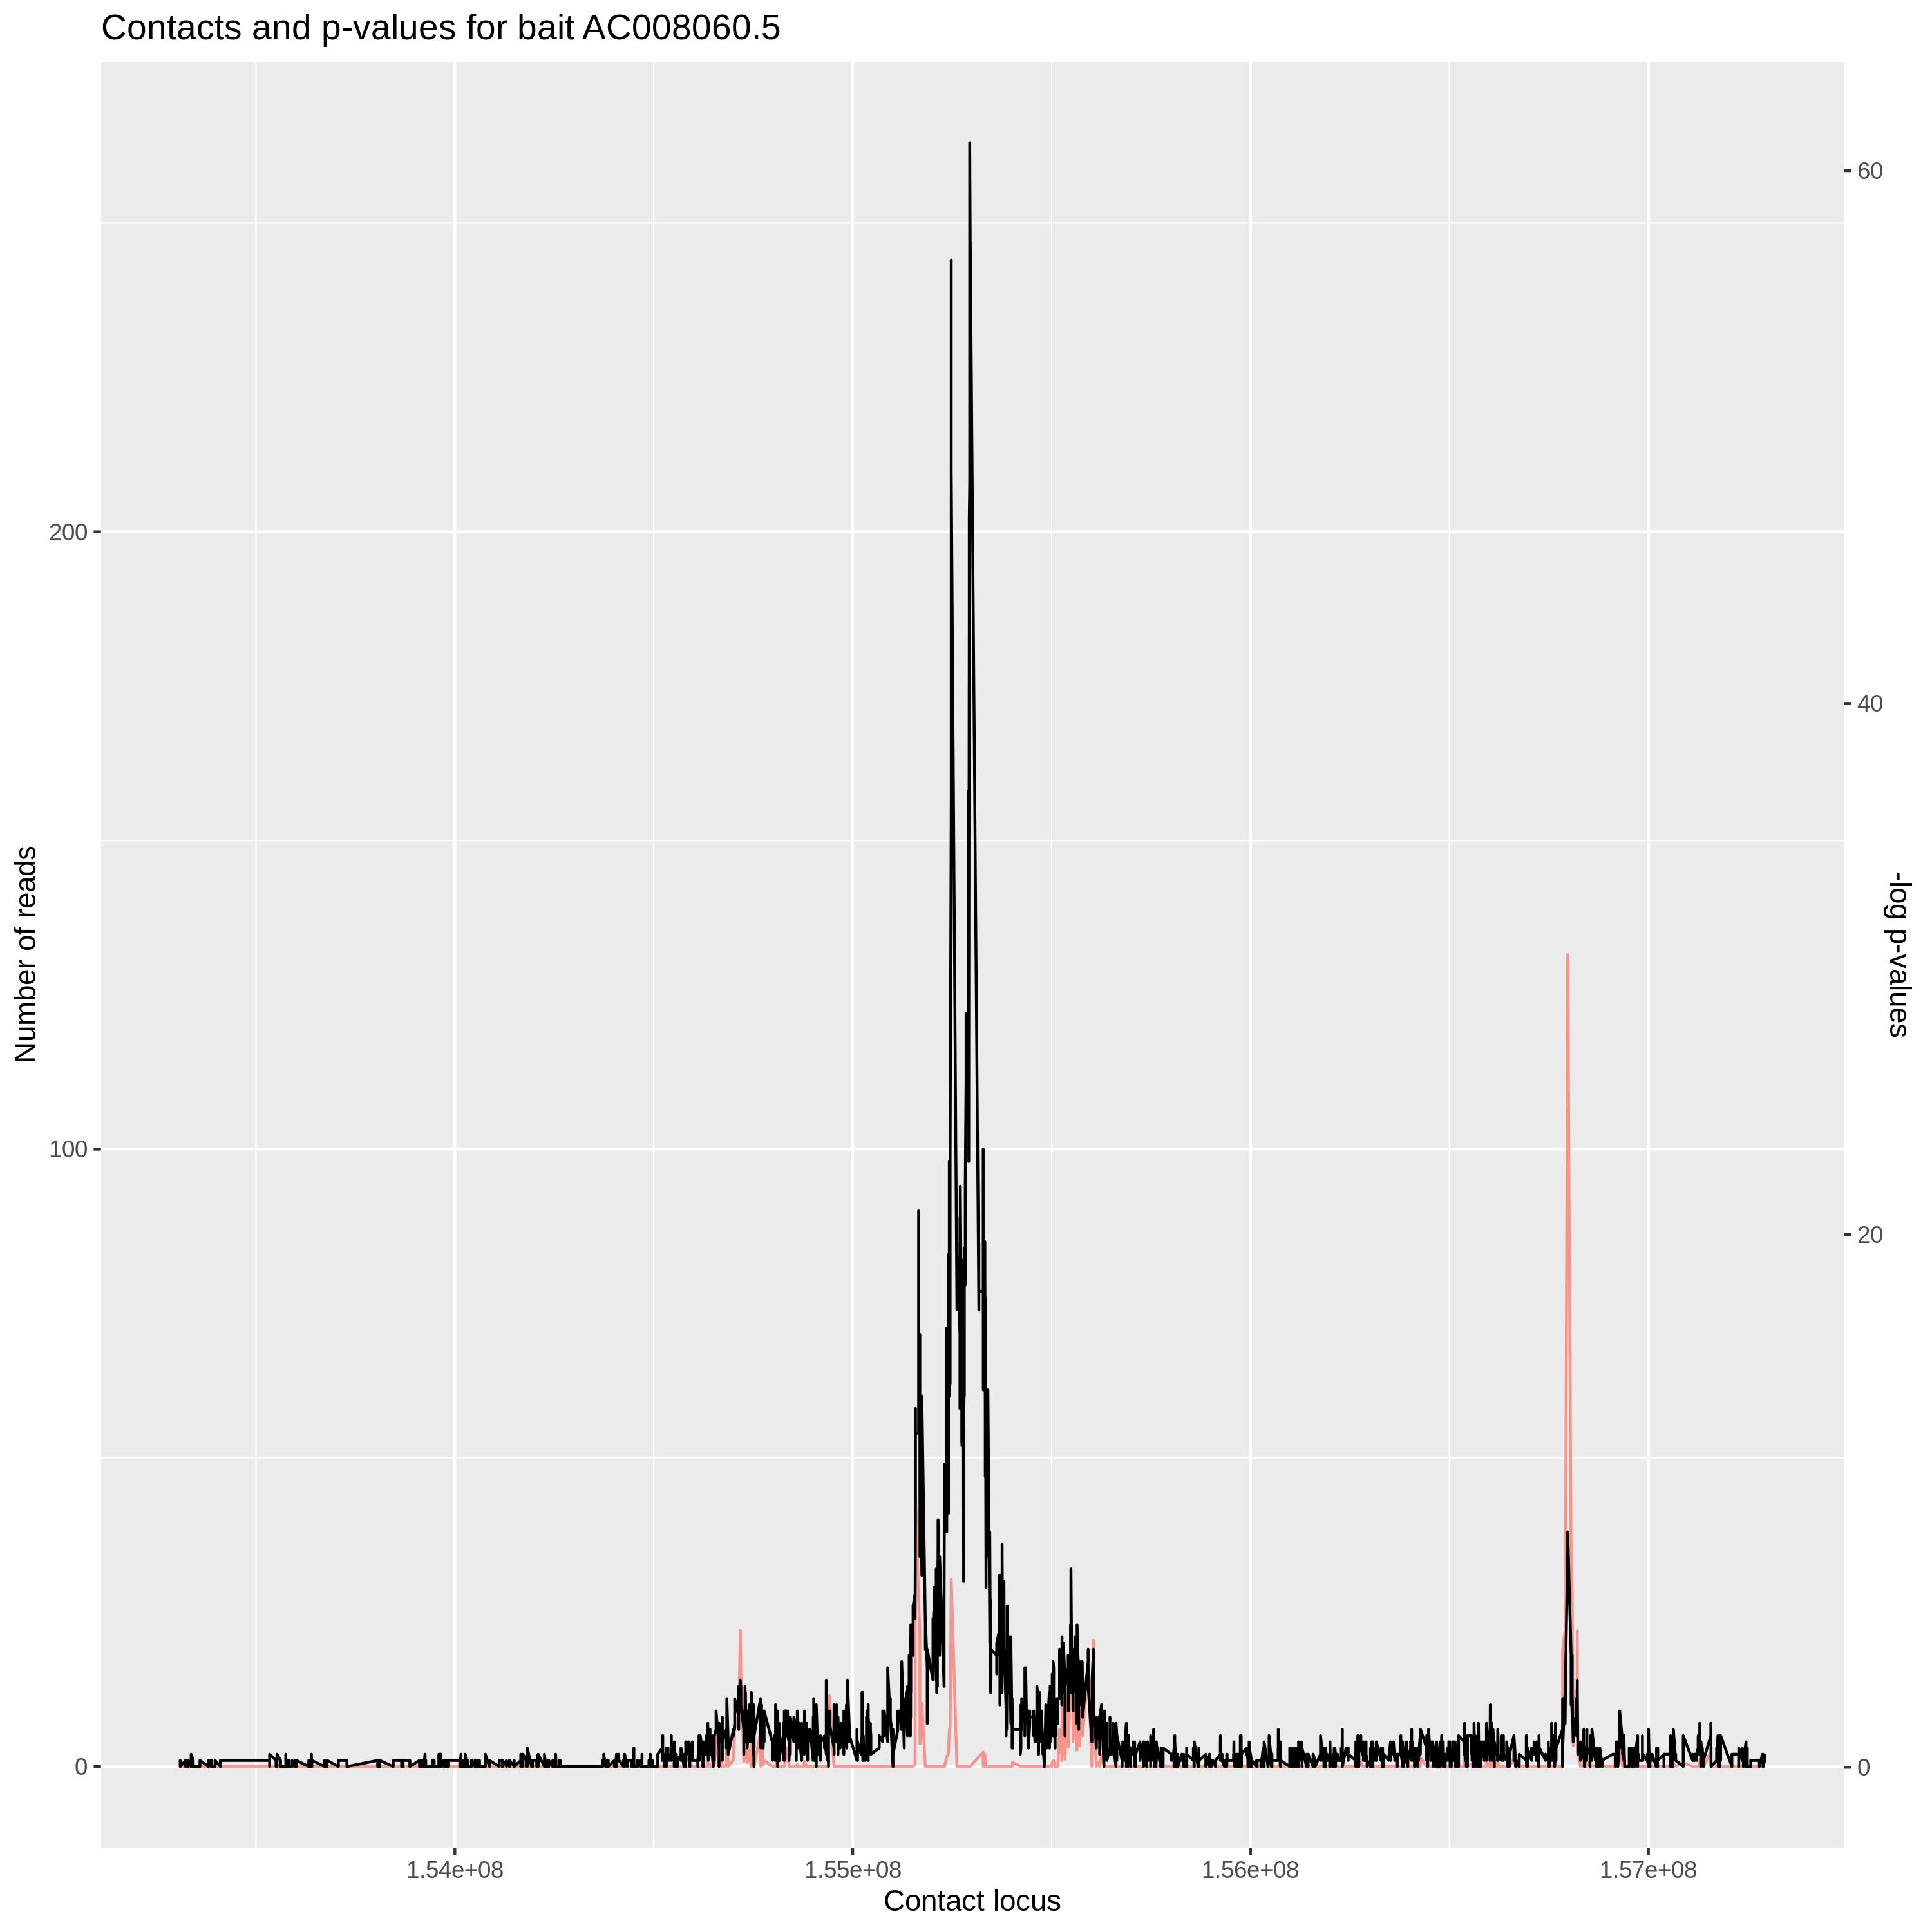 Contacts and p-values for bait AC008060.5
Number of reads
200
100
0
60
40
20
0
-log p-values
1.54e+08
1.55e+08
1.56e+08
1.57e+08
Contact locus